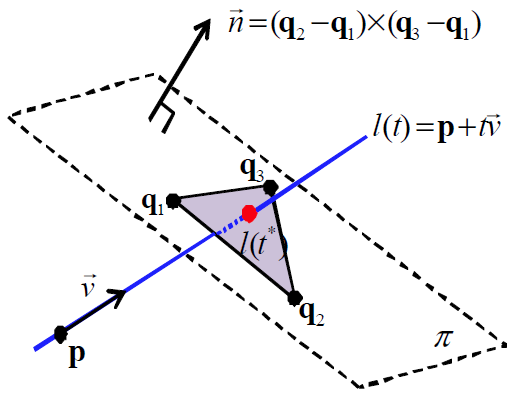 n⃗=(q₂−q₁)×(q₃−q₁)
l(t)=p+tv⃗
q₃
q₁
l(t*)
v⃗
q₂
π
p